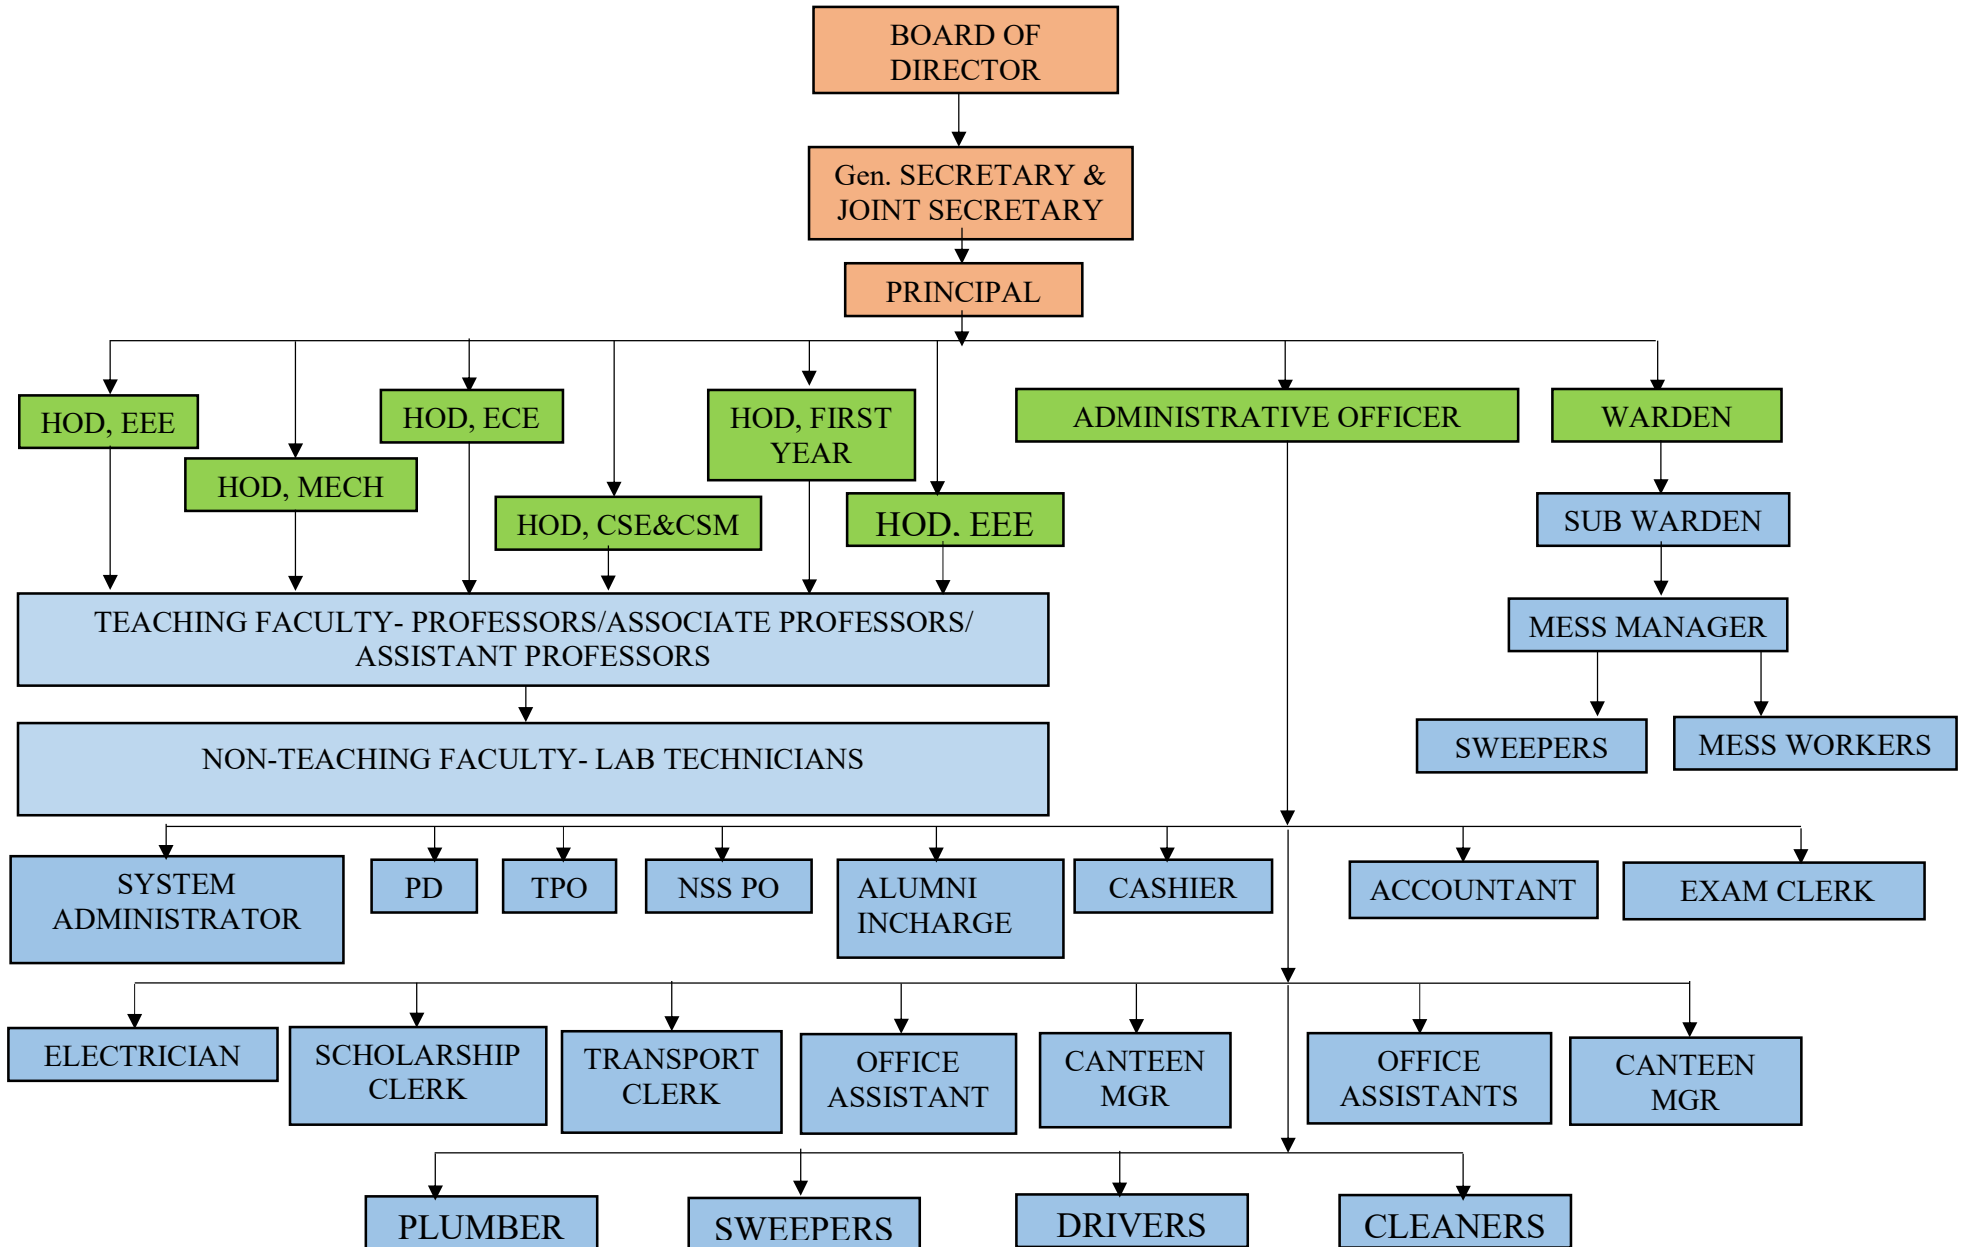 BOARD OF
DIRECTOR
Gen. SECRETARY &
JOINT SECRETARY
PRINCIPAL
HOD, EEE
HOD, MECH
HOD, ECE
HOD, CSE&CSM
HOD, FIRST
YEAR
HOD, EEE
ADMINISTRATIVE OFFICER
WARDEN
SUB WARDEN
MESS MANAGER
SWEEPERS
MESS WORKERS
TEACHING FACULTY- PROFESSORS/ASSOCIATE PROFESSORS/
ASSISTANT PROFESSORS
NON-TEACHING FACULTY- LAB TECHNICIANS
SYSTEM
ADMINISTRATOR
PD
TPO
NSS PO
ALUMNI
INCHARGE
CASHIER
ACCOUNTANT
EXAM CLERK
ELECTRICIAN
SCHOLARSHIP
CLERK
TRANSPORT
CLERK
OFFICE
ASSISTANT
CANTEEN
MGR
OFFICE
ASSISTANTS
CANTEEN
MGR
PLUMBER
SWEEPERS
DRIVERS
CLEANERS